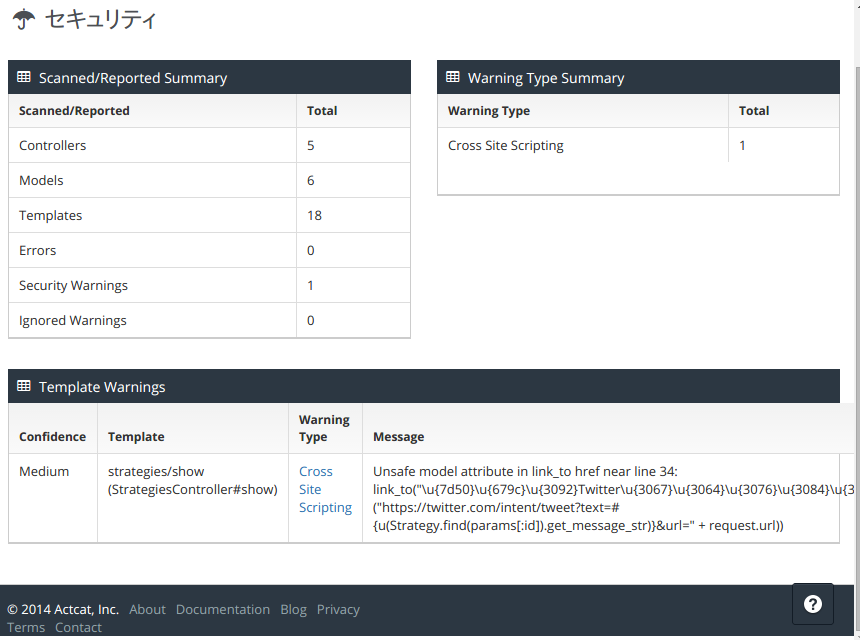 セキュリティ
Scanned/Reported Summary
Scanned/Reported Total
Controllers 5
Models 6
Templates 18
Errors 0
Security Warnings 1
Ignored Warnings 0
Warning Type Summary
Warning Type Total
Cross Site Scripting 1
Template Warnings
Confidence Template Warning Type Message
Medium
strategies/show
(StrategiesController#show)
Cross
Site
Scripting
Unsafe model attribute in link_to href near line 34:
link_to("\u{7d50}\u{679c}\u{3092}Twitter\u{3067}\u{3064}\u{3076}\u{3084}\u{3
("https://twitter.com/intent/tweet?text=#
{u(Strategy.find(params[:id]).get_message_str)}&url=" + request.url))
© 2014 Actcat, Inc. About Documentation Blog Privacy
Terms Contact
?